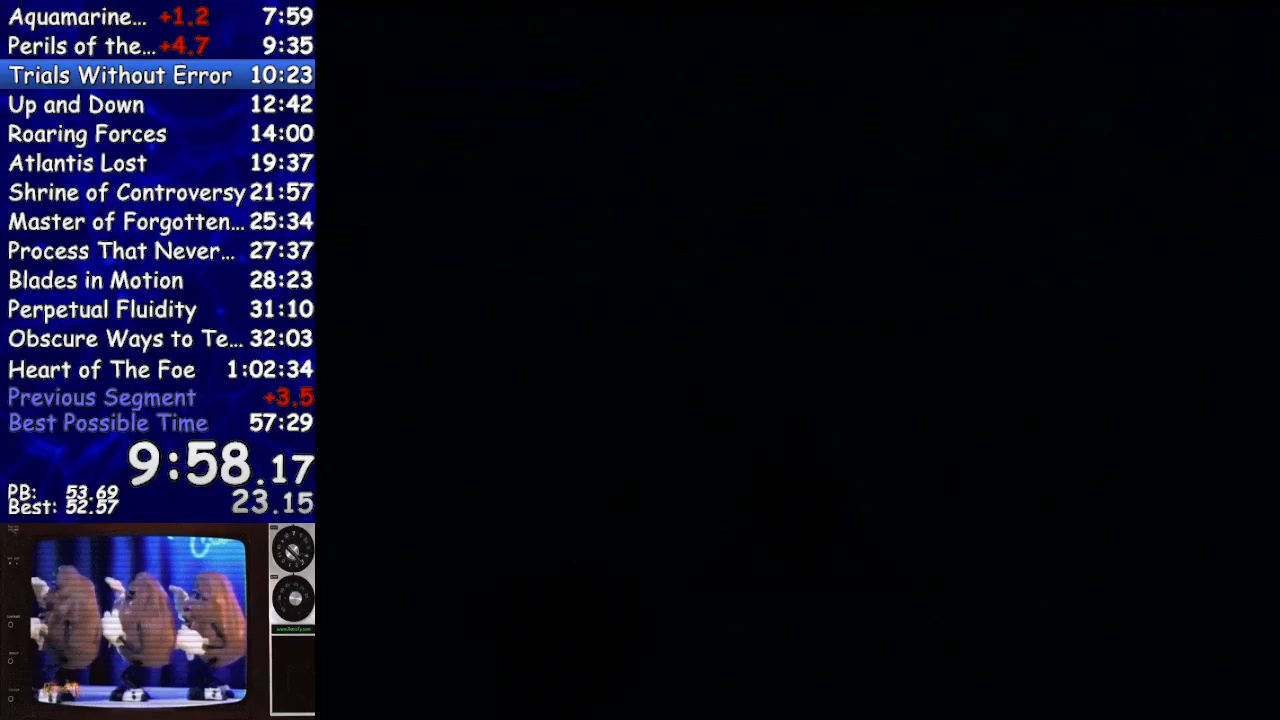 Aquamarine... +1.2 7:59
Perils of the... +4.7 9:35
Trials Without Error 10:23
Up and Down 12:42
Roaring Forces 14:00
Atlantis Lost 19:37
Shrine of Controversy 21:57
Master of Forgotten... 25:34
Process That Never... 27:37
Blades in Motion 28:23
Perpetual Fluidity 31:10
Obscure Ways to Te... 32:03
Heart of The Foe 1:02:34
Previous Segment +3.5
Best Possible Time 57:29
9:58.17
PB: 53.69
Best: 52.57
23.15